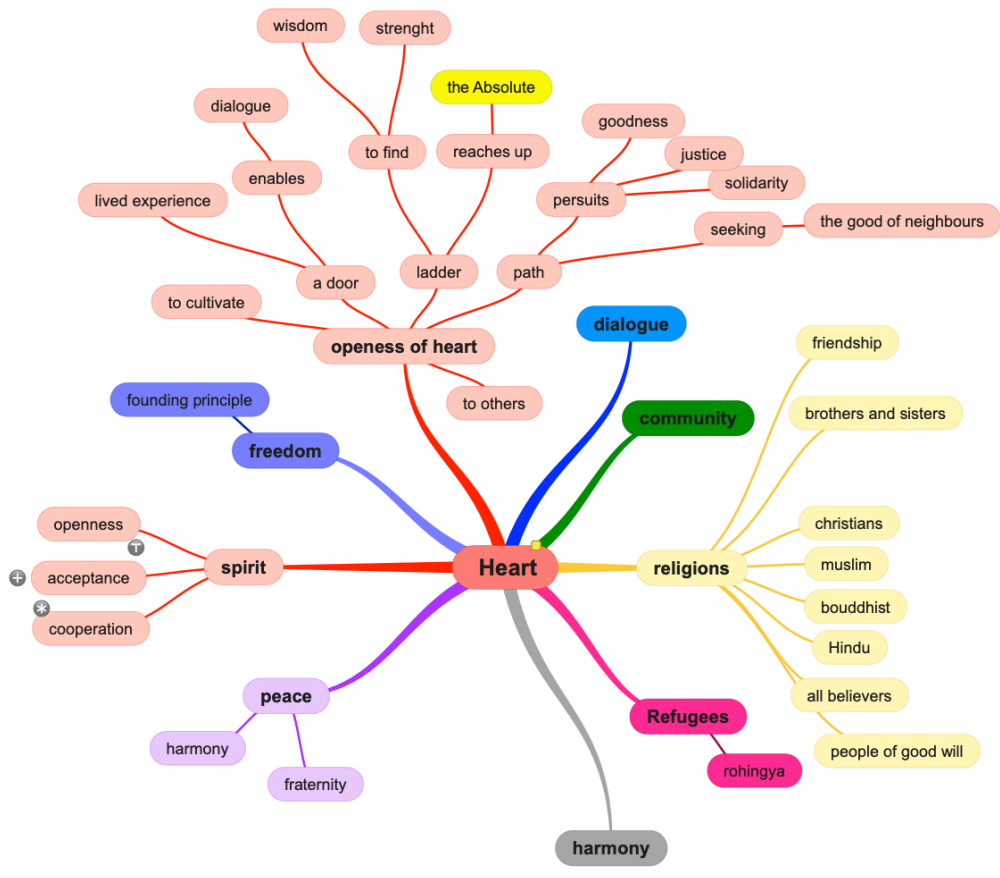 wisdom
strenght
the Absolute
dialogue
goodness
to find
reaches up
justice
enables
solidarity
lived experience
persuits
seeking
the good of neighbours
a door
ladder
path
to cultivate
openess of heart
dialogue
friendship
founding principle
to others
community
brothers and sisters
freedom
openness
christians
spirit
Heart
religions
muslim
acceptance
bouddhist
cooperation
Hindu
peace
all believers
Refugees
harmony
people of good will
fraternity
rohingya
harmony